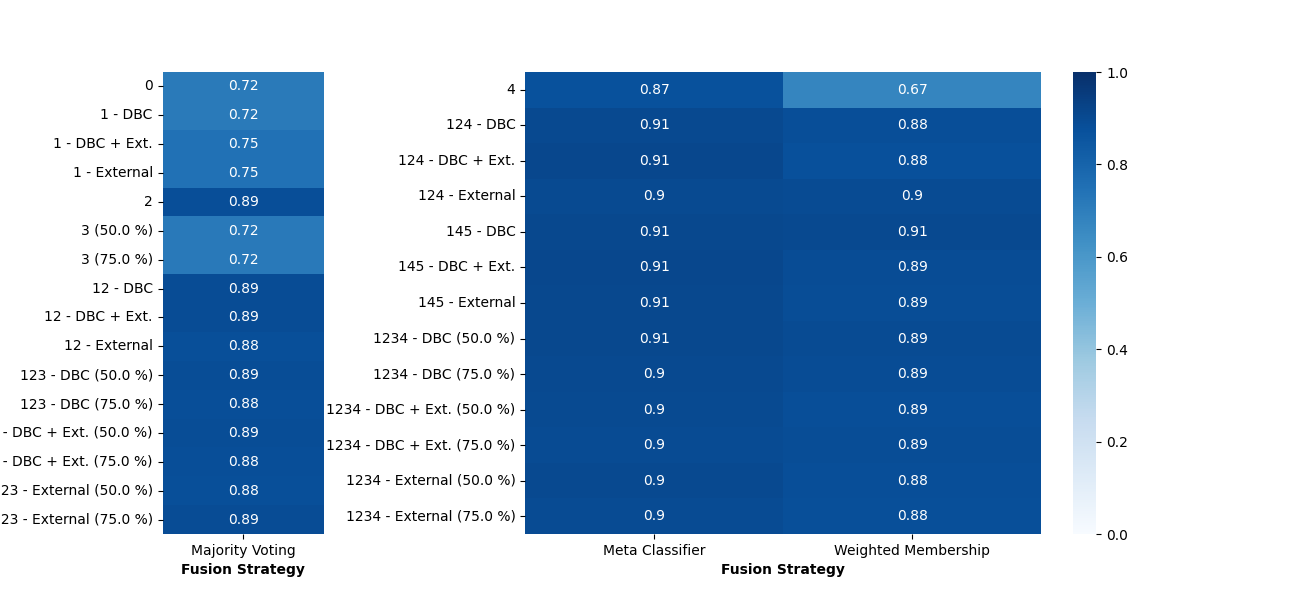 0 0.72
1 - DBC 0.72
1 - DBC + Ext. 0.75
1 - External 0.75
2 0.89
3 (50.0 %) 0.72
3 (75.0 %) 0.72
12 - DBC 0.89
12 - DBC + Ext. 0.89
12 - External 0.88
123 - DBC (50.0 %) 0.89
123 - DBC (75.0 %) 0.88
- DBC + Ext. (50.0 %) 0.89
- DBC + Ext. (75.0 %) 0.88
23 - External (50.0 %) 0.88
23 - External (75.0 %) 0.89
Majority Voting
Fusion Strategy
4 0.87 0.67
124 - DBC 0.91 0.88
124 - DBC + Ext. 0.91 0.88
124 - External 0.9 0.9
145 - DBC 0.91 0.91
145 - DBC + Ext. 0.91 0.89
145 - External 0.91 0.89
1234 - DBC (50.0 %) 0.91 0.89
1234 - DBC (75.0 %) 0.9 0.89
1234 - DBC + Ext. (50.0 %) 0.9 0.89
1234 - DBC + Ext. (75.0 %) 0.9 0.89
1234 - External (50.0 %) 0.9 0.88
1234 - External (75.0 %) 0.9 0.88
Meta Classifier Weighted Membership
Fusion Strategy
1.0
0.8
0.6
0.4
0.2
0.0